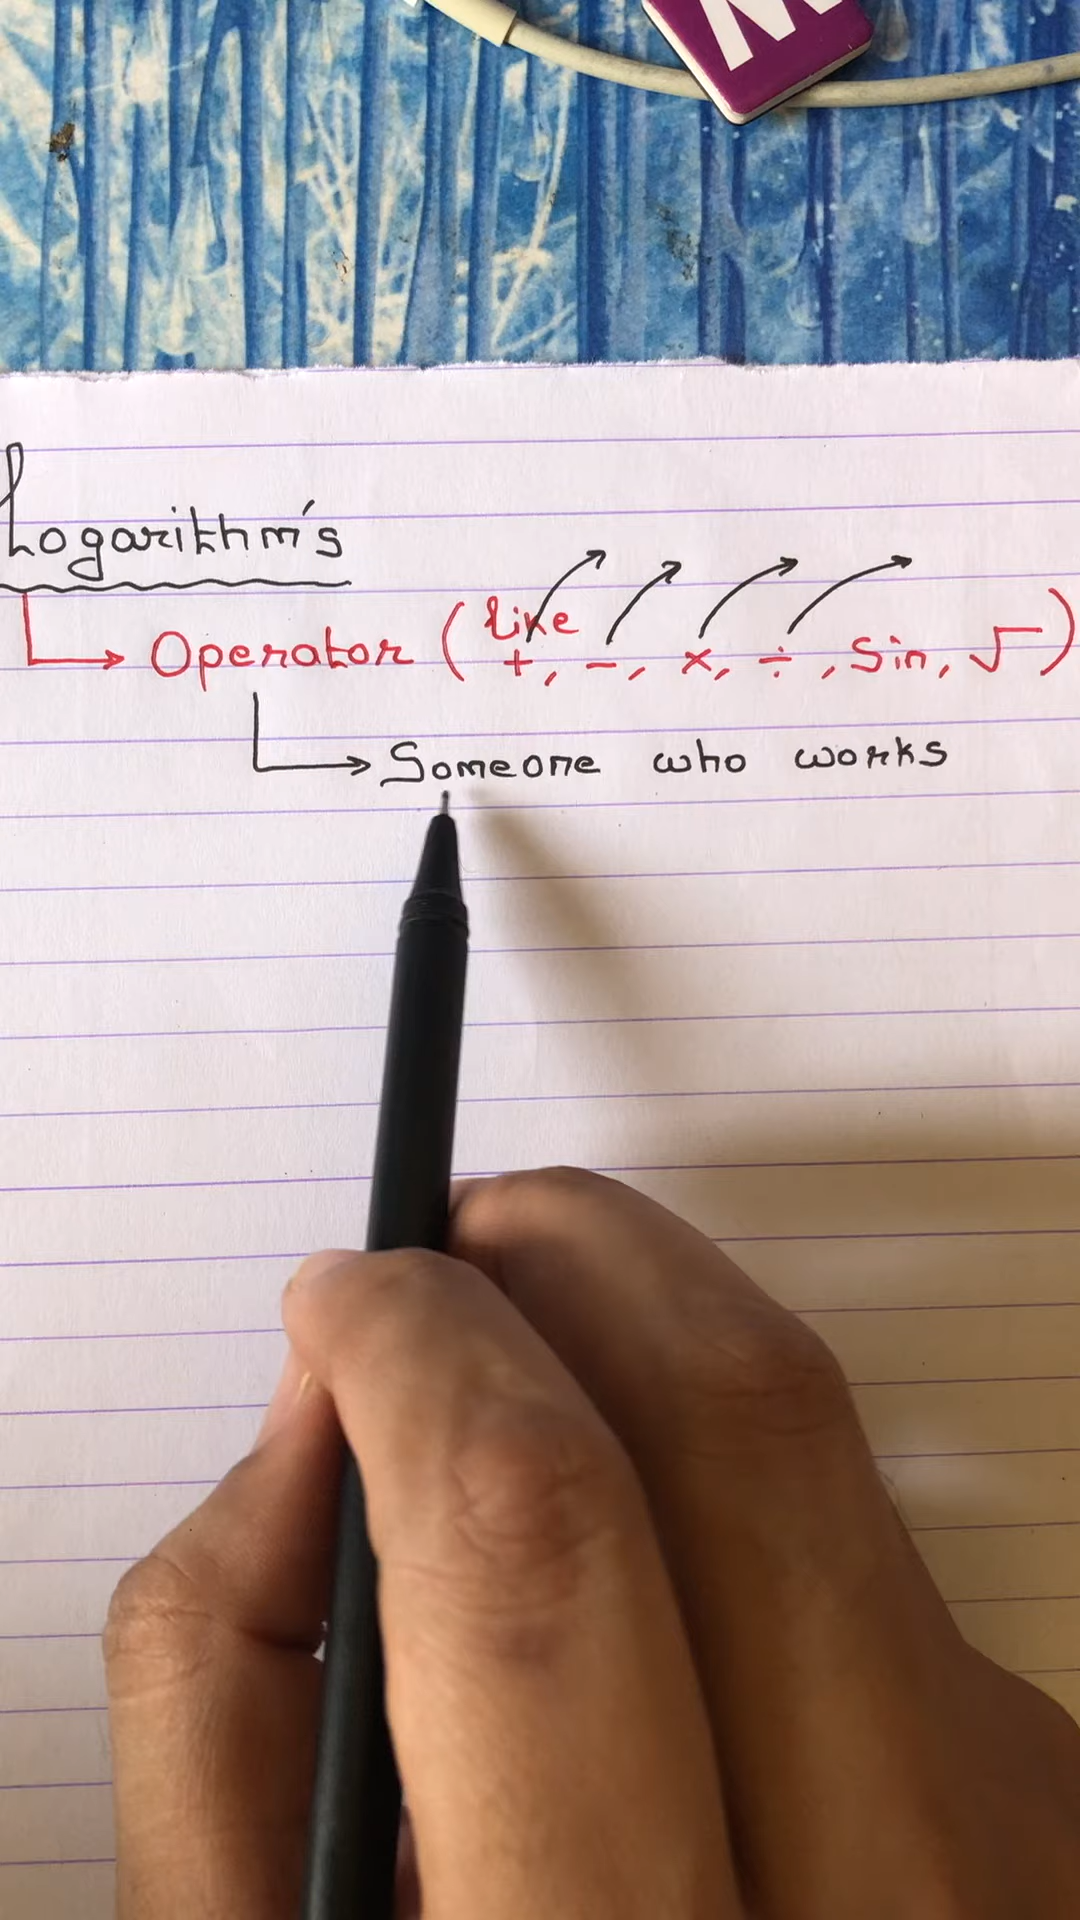 M
Logarithm's
Operator (like +, -, ×, ÷, Sin, √)
Someone who works